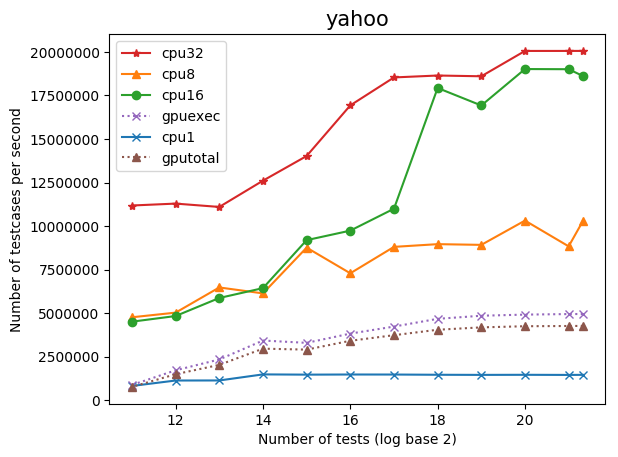 yahoo
Number of testcases per second
20000000
17500000
15000000
12500000
10000000
7500000
5000000
2500000
0
cpu32
cpu8
cpu16
gpuexec
cpu1
gputotal
12 14 16 18 20
Number of tests (log base 2)